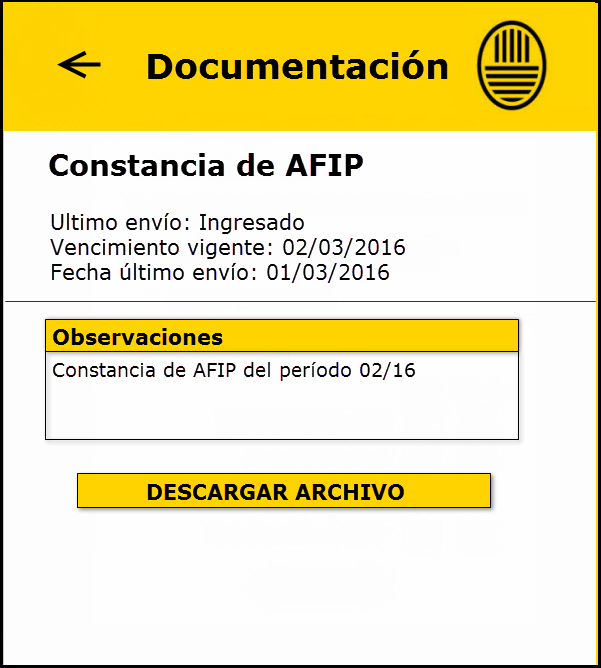 Documentación
Constancia de AFIP
Ultimo envío: Ingresado
Vencimiento vigente: 02/03/2016
Fecha último envío: 01/03/2016
Observaciones
Constancia de AFIP del período 02/16
DESCARGAR ARCHIVO